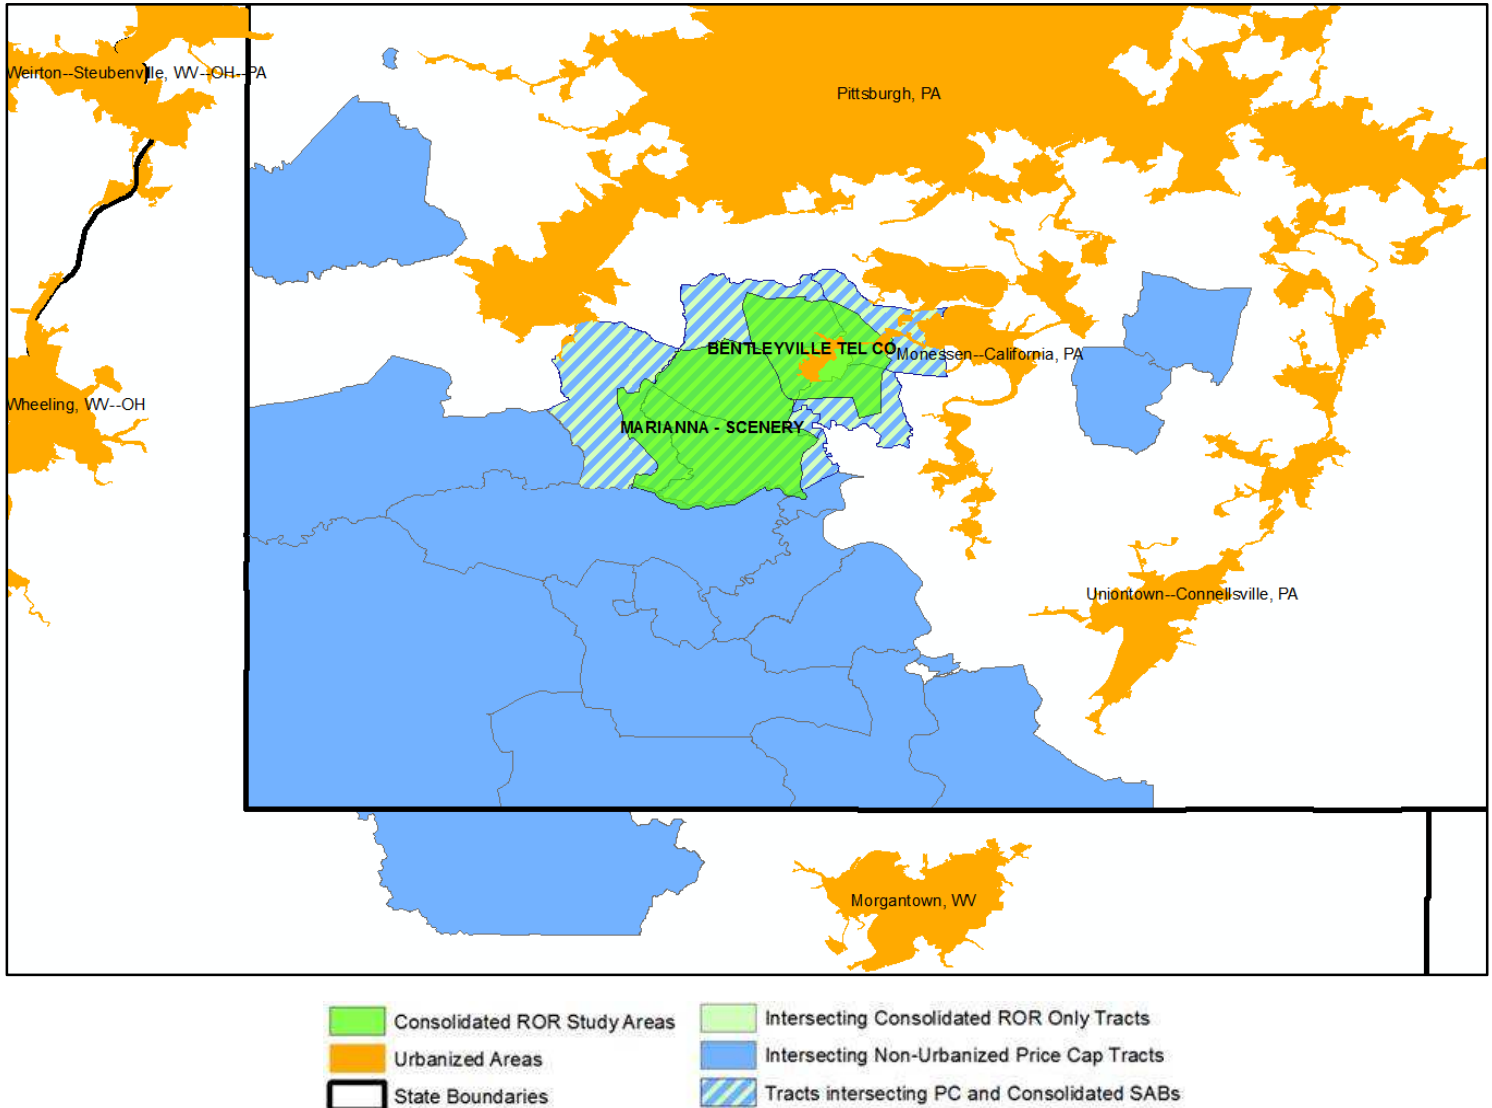 Weirton--Steubenville, WV--OH--PA
Pittsburgh, PA
BENTLEYVILLE TEL CO
Monessen--California, PA
Wheeling, WV--OH
MARIANNA - SCENERY
Uniontown--Connellsville, PA
Morgantown, WV
Consolidated ROR Study Areas
Urbanized Areas
State Boundaries
Intersecting Consolidated ROR Only Tracts
Intersecting Non-Urbanized Price Cap Tracts
Tracts intersecting PC and Consolidated SABs